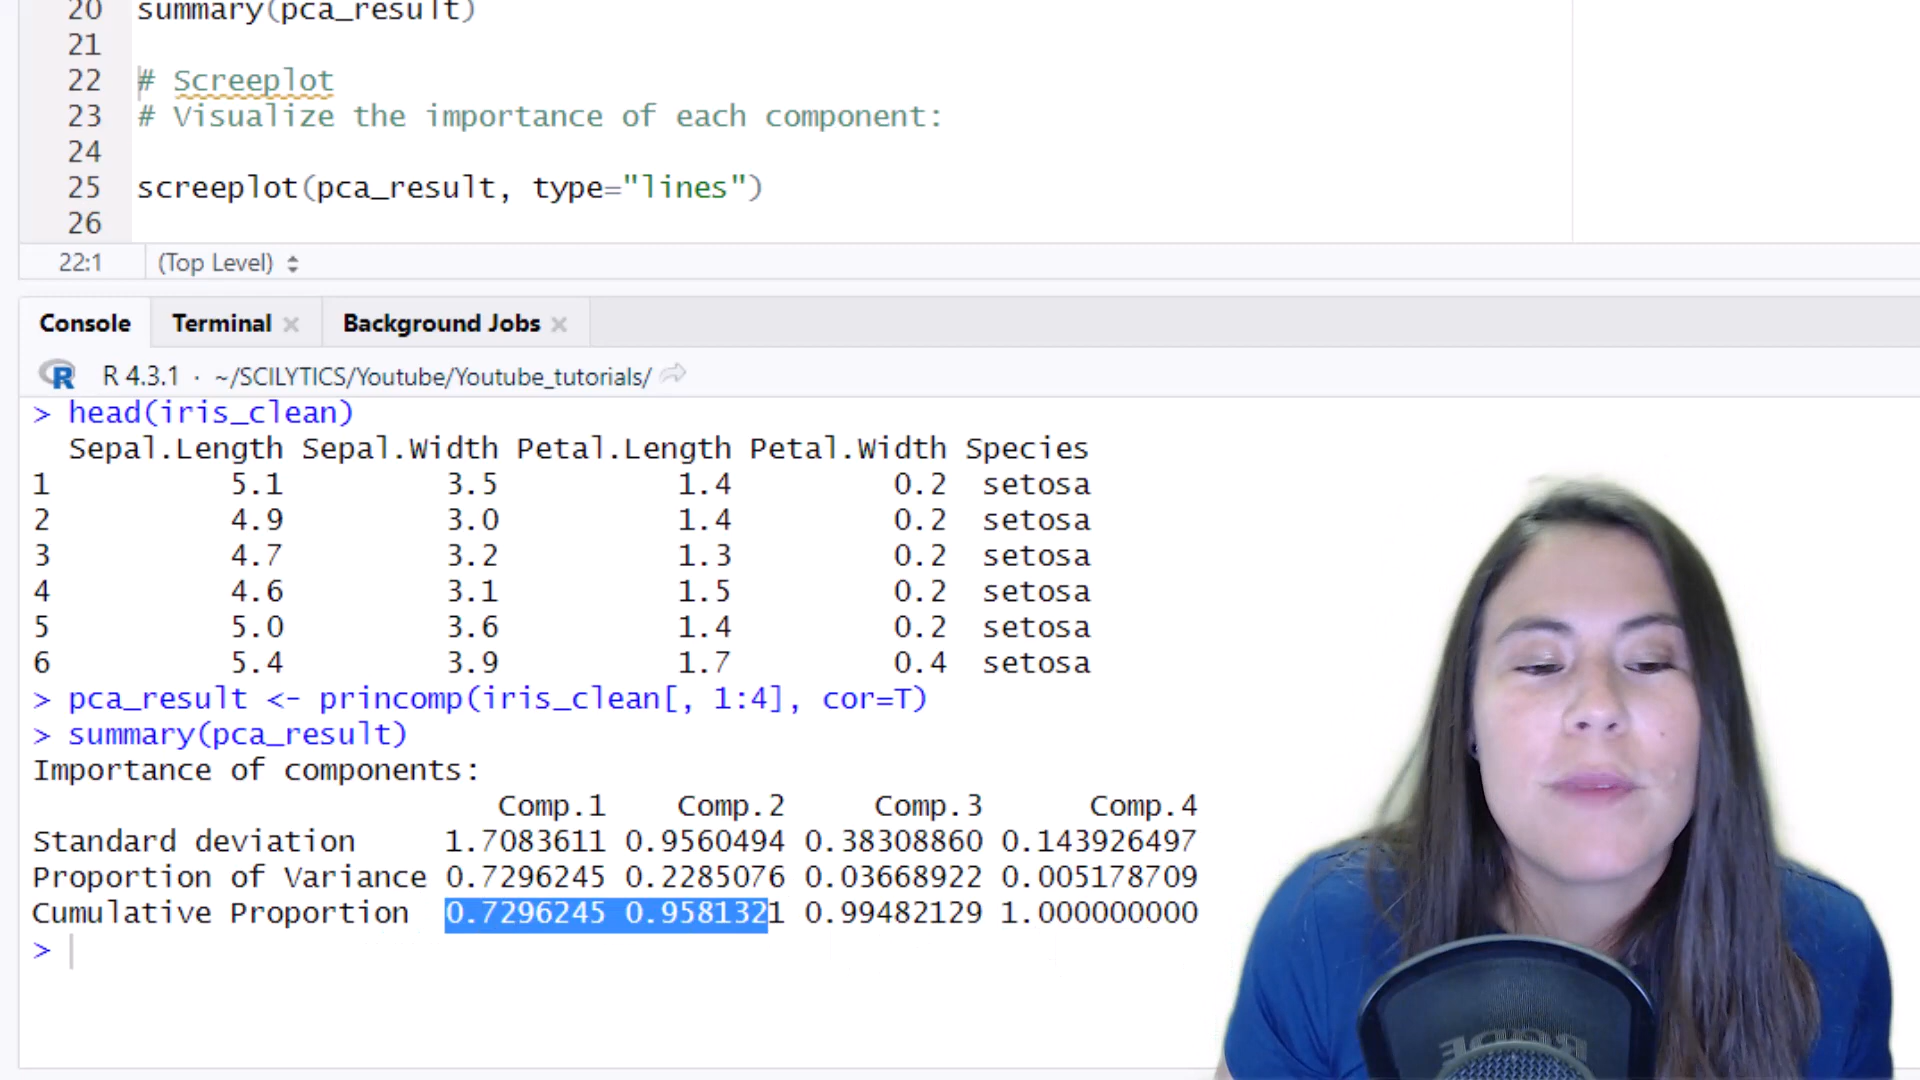 20 summary(pca_result)
21
22 # Screeplot
23 # Visualize the importance of each component:
24
25 screeplot(pca_result, type="lines")
26
22:1 (Top Level)
Console Terminal Background Jobs
R R 4.3.1 · ~/SCILYTICS/Youtube/Youtube_tutorials/
> head(iris_clean)
Sepal.Length Sepal.Width Petal.Length Petal.Width Species
1 5.1 3.5 1.4 0.2 setosa
2 4.9 3.0 1.4 0.2 setosa
3 4.7 3.2 1.3 0.2 setosa
4 4.6 3.1 1.5 0.2 setosa
5 5.0 3.6 1.4 0.2 setosa
6 5.4 3.9 1.7 0.4 setosa
> pca_result <- princomp(iris_clean[, 1:4], cor=T)
> summary(pca_result)
Importance of components:
Comp.1 Comp.2 Comp.3 Comp.4
Standard deviation 1.7083611 0.9560494 0.38308860 0.143926497
Proportion of Variance 0.7296245 0.2285076 0.03668922 0.005178709
Cumulative Proportion 0.7296245 0.9581321 0.99482129 1.000000000
>
RODE